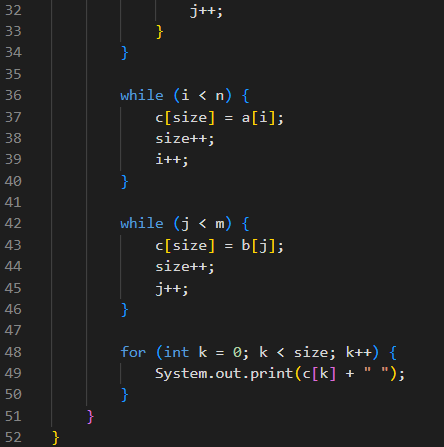 32                 j++;
33             }
34         }
35
36         while (i < n) {
37             c[size] = a[i];
38             size++;
39             i++;
40         }
41
42         while (j < m) {
43             c[size] = b[j];
44             size++;
45             j++;
46         }
47
48         for (int k = 0; k < size; k++) {
49             System.out.print(c[k] + " ");
50         }
51     }
52 }